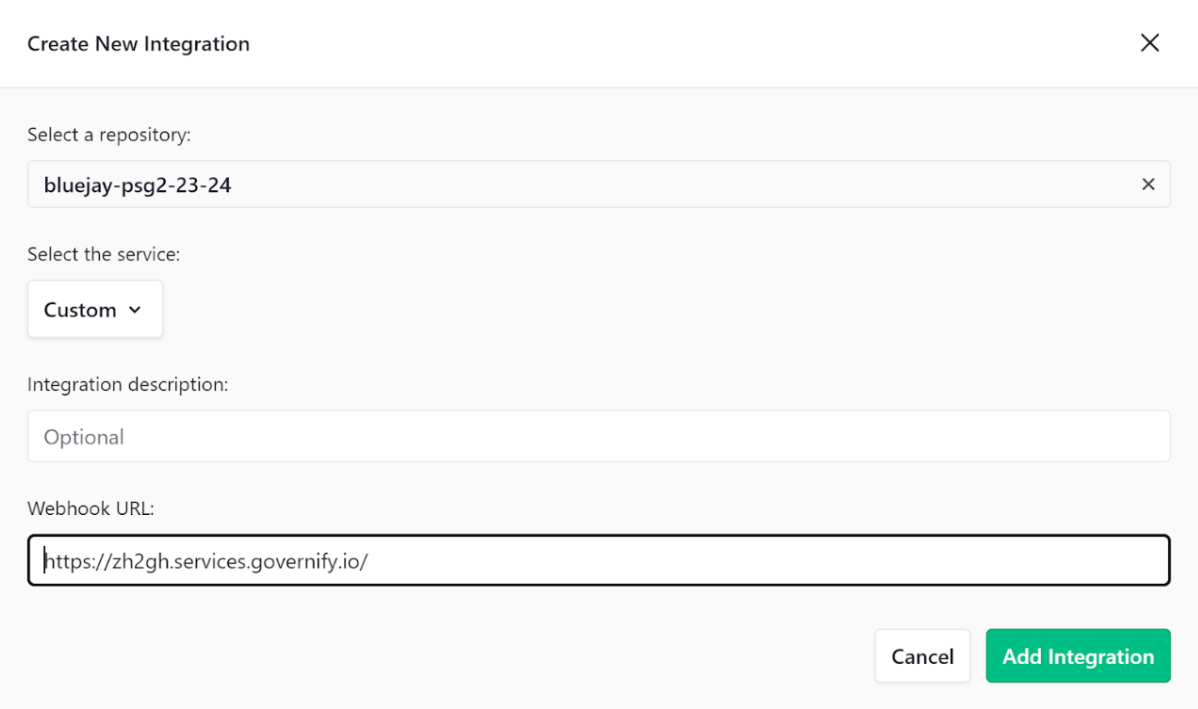 Create New Integration
Select a repository:
bluejay-psg2-23-24
Select the service:
Custom
Integration description:
Optional
Webhook URL:
https://zh2gh.services.governify.io/
Cancel
Add Integration